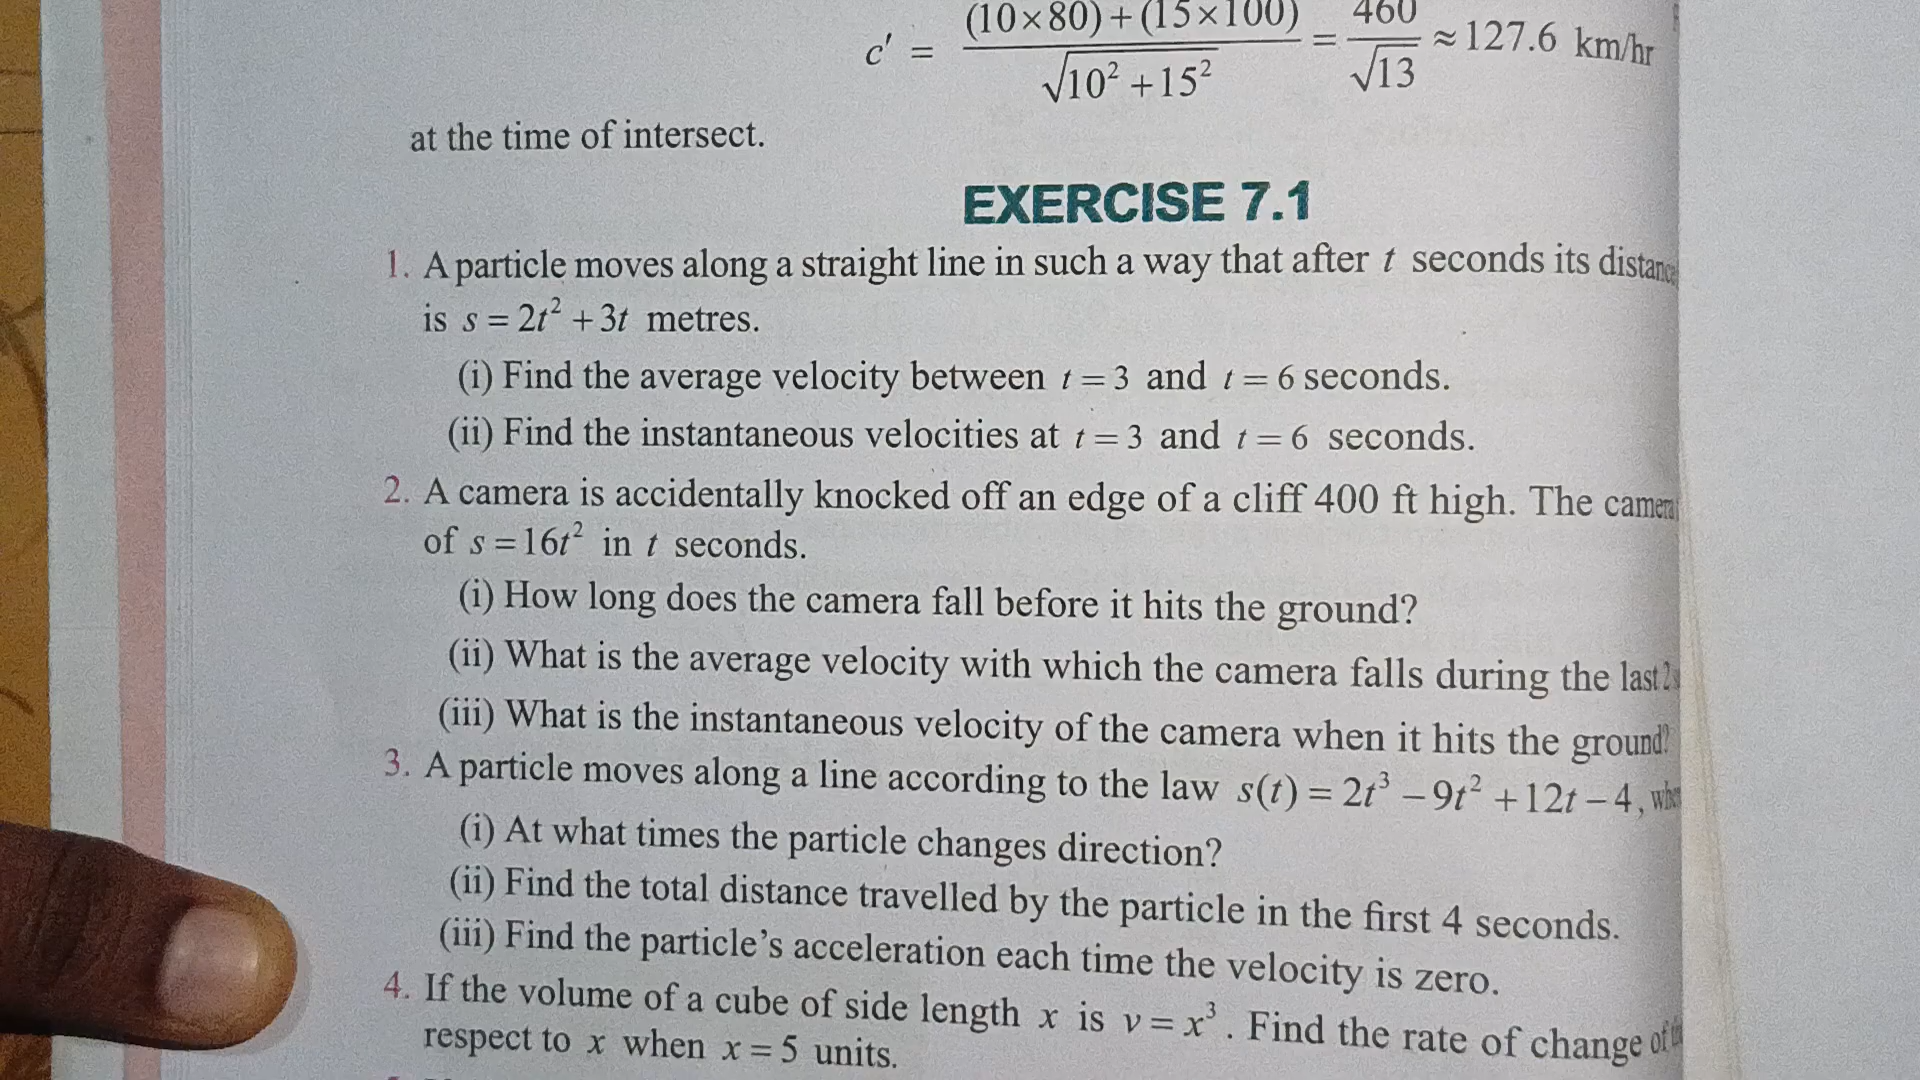 c′ = (10×80)+(15×100) / √10² +15² = 460 / √13 ≈ 127.6 km/hr
at the time of intersect.
EXERCISE 7.1
1. A particle moves along a straight line in such a way that after t seconds its distance
is s = 2t² + 3t metres.
(i) Find the average velocity between t = 3 and t = 6 seconds.
(ii) Find the instantaneous velocities at t = 3 and t = 6 seconds.
2. A camera is accidentally knocked off an edge of a cliff 400 ft high. The camera
of s = 16t² in t seconds.
(i) How long does the camera fall before it hits the ground?
(ii) What is the average velocity with which the camera falls during the last 2
(iii) What is the instantaneous velocity of the camera when it hits the ground?
3. A particle moves along a line according to the law s(t) = 2t³ – 9t² + 12t – 4,
(i) At what times the particle changes direction?
(ii) Find the total distance travelled by the particle in the first 4 seconds.
(iii) Find the particle's acceleration each time the velocity is zero.
4. If the volume of a cube of side length x is v = x³ . Find the rate of change of
respect to x when x = 5 units.